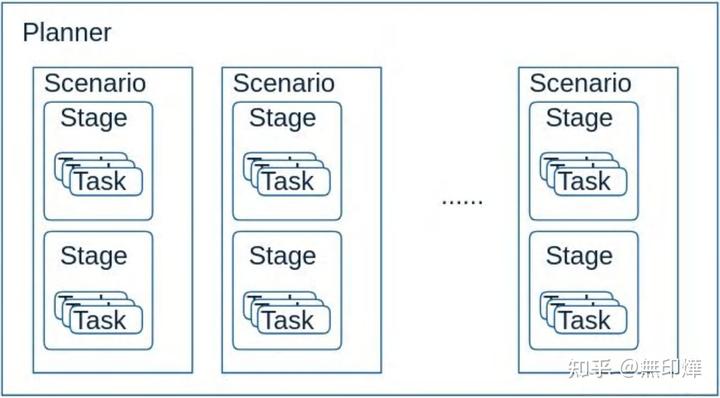 Planner
Scenario
Stage
Task
Stage
Task
Scenario
Stage
Task
Stage
Task
......
Scenario
Stage
Task
Stage
Task
知乎 @無印燁